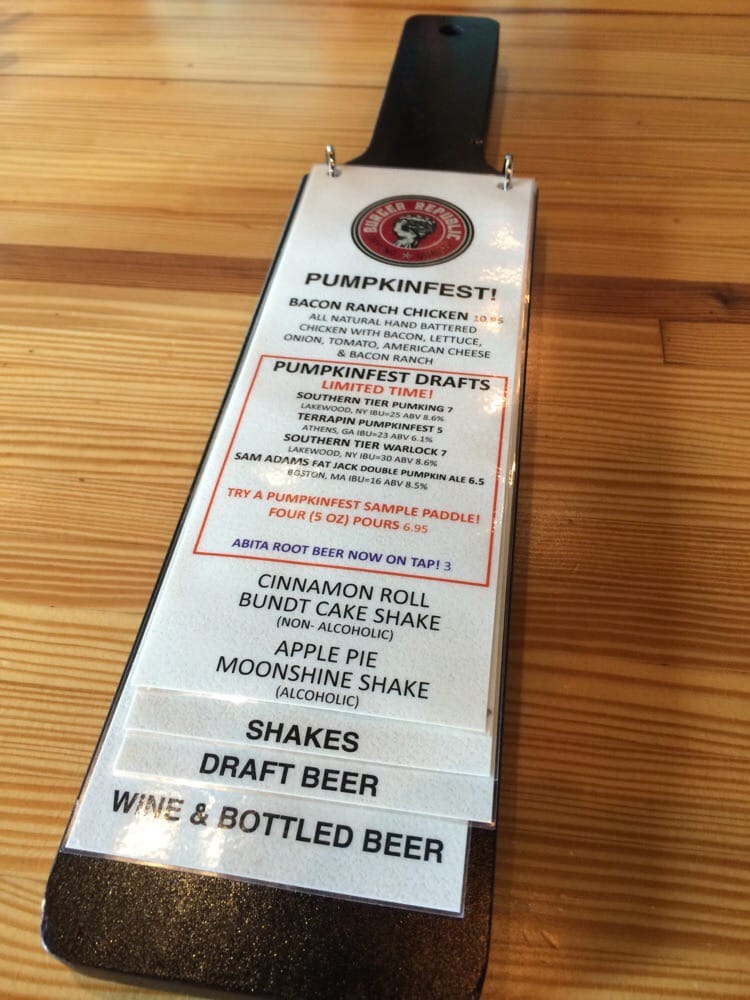 BURGER REPUBLIC
PUMPKINFEST!
BACON RANCH CHICKEN 10.95
ALL NATURAL HAND BATTERED
CHICKEN WITH BACON, LETTUCE,
ONION, TOMATO, AMERICAN CHEESE
& BACON RANCH
PUMPKINFEST DRAFTS
LIMITED TIME!
SOUTHERN TIER PUMKING 7
LAKEWOOD, NY IBU=25 ABV 8.6%
TERRAPIN PUMPKINFEST 5
ATHENS, GA IBU=23 ABV 6.1%
SOUTHERN TIER WARLOCK 7
LAKEWOOD, NY IBU=30 ABV 8.6%
SAM ADAMS FAT JACK DOUBLE PUMPKIN ALE 6.5
BOSTON, MA IBU=16 ABV 8.5%
TRY A PUMPKINFEST SAMPLE PADDLE!
FOUR (5 OZ) POURS 6.95
ABITA ROOT BEER NOW ON TAP! 3
CINNAMON ROLL
BUNDT CAKE SHAKE
(NON- ALCOHOLIC)
APPLE PIE
MOONSHINE SHAKE
(ALCOHOLIC)
SHAKES
DRAFT BEER
WINE & BOTTLED BEER